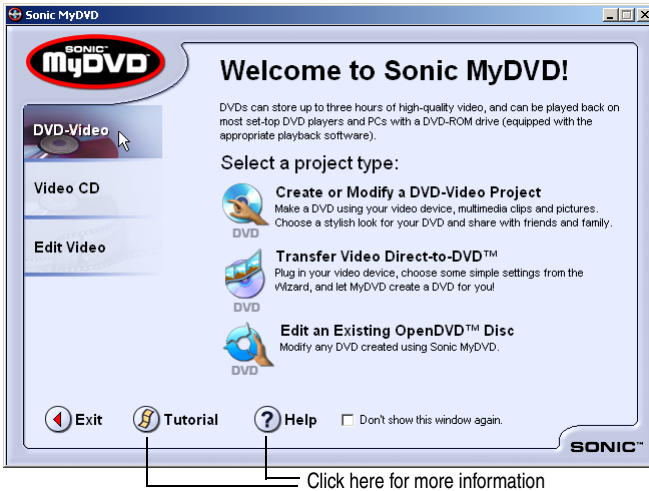 Sonic MyDVD
SONIC™
MyDVD
Welcome to Sonic MyDVD!
DVDs can store up to three hours of high-quality video, and can be played back on
most set-top DVD players and PCs with a DVD-ROM drive (equipped with the
appropriate playback software).
DVD-Video
Video CD
Edit Video
Select a project type:
Create or Modify a DVD-Video Project
Make a DVD using your video device, multimedia clips and pictures.
Choose a stylish look for your DVD and share with friends and family.
DVD
Transfer Video Direct-to-DVD™
Plug in your video device, choose some simple settings from the
Wizard, and let MyDVD create a DVD for you!
DVD
Edit an Existing OpenDVD™ Disc
Modify any DVD created using Sonic MyDVD.
DVD
Exit
Tutorial
? Help
Don't show this window again.
SONIC™
Click here for more information